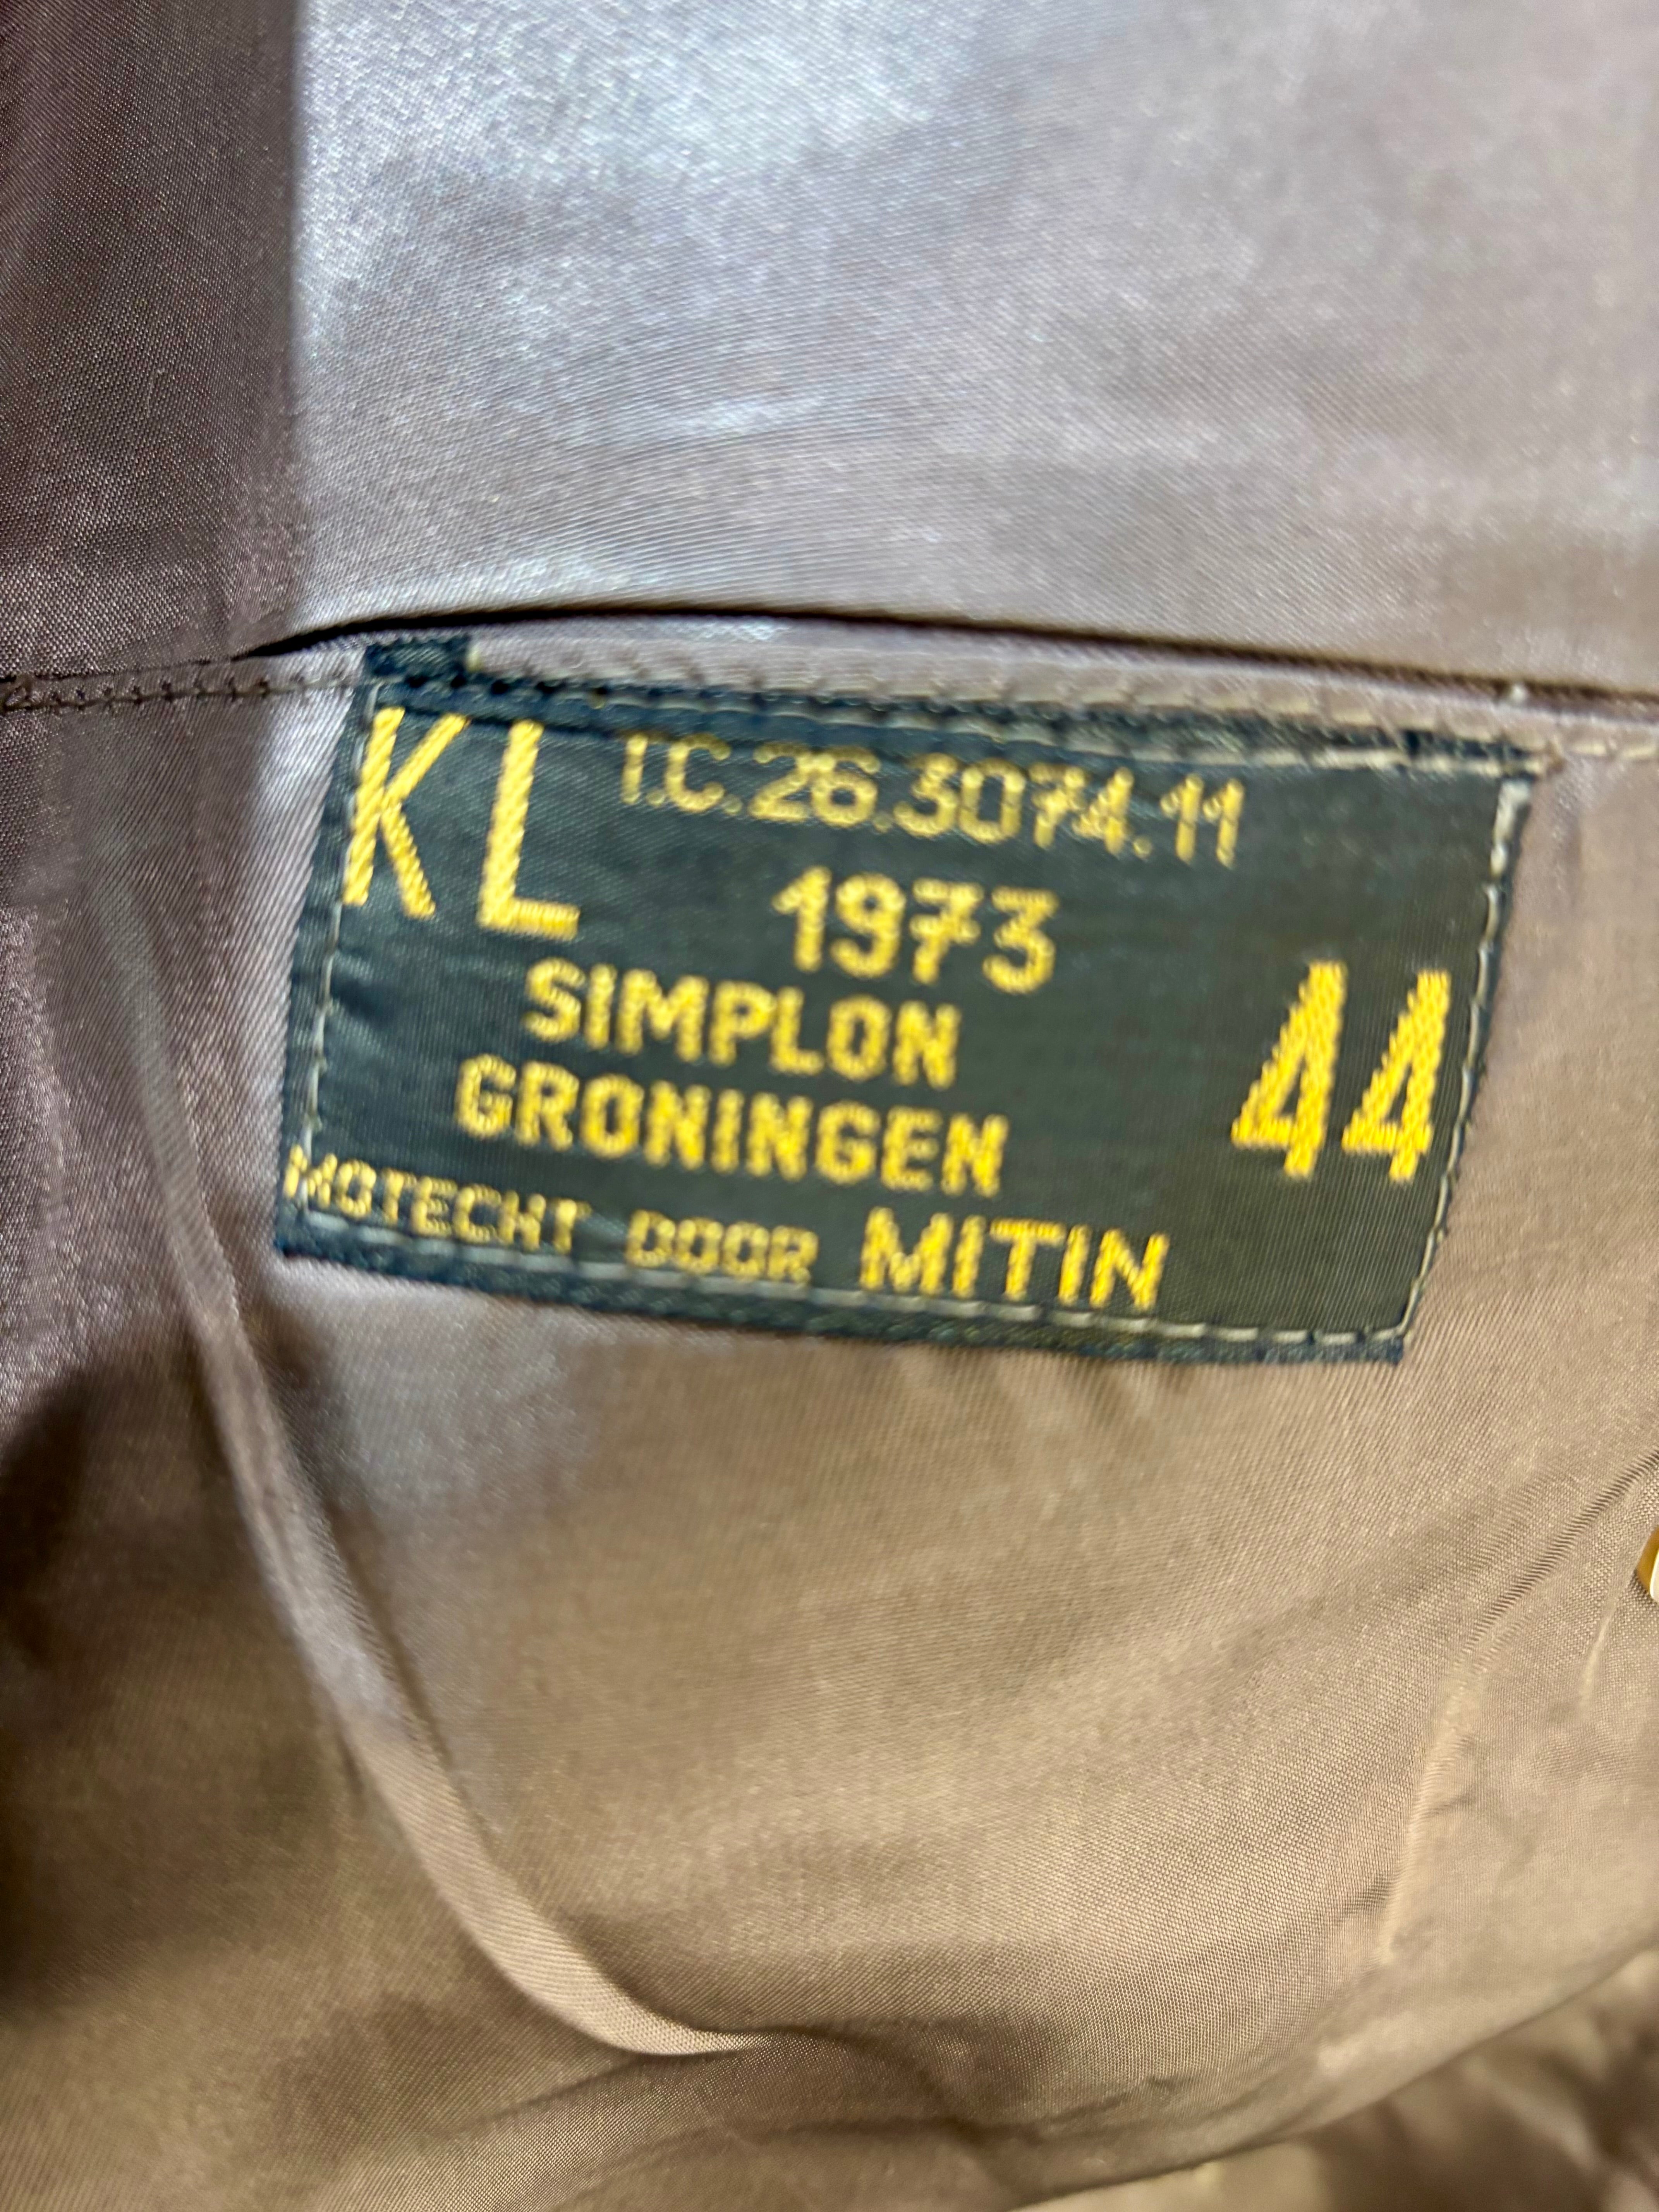 KL I.C.26.3074.11
1973
SIMPLON
44
GRONINGEN
MOTECHT DOOR MITIN